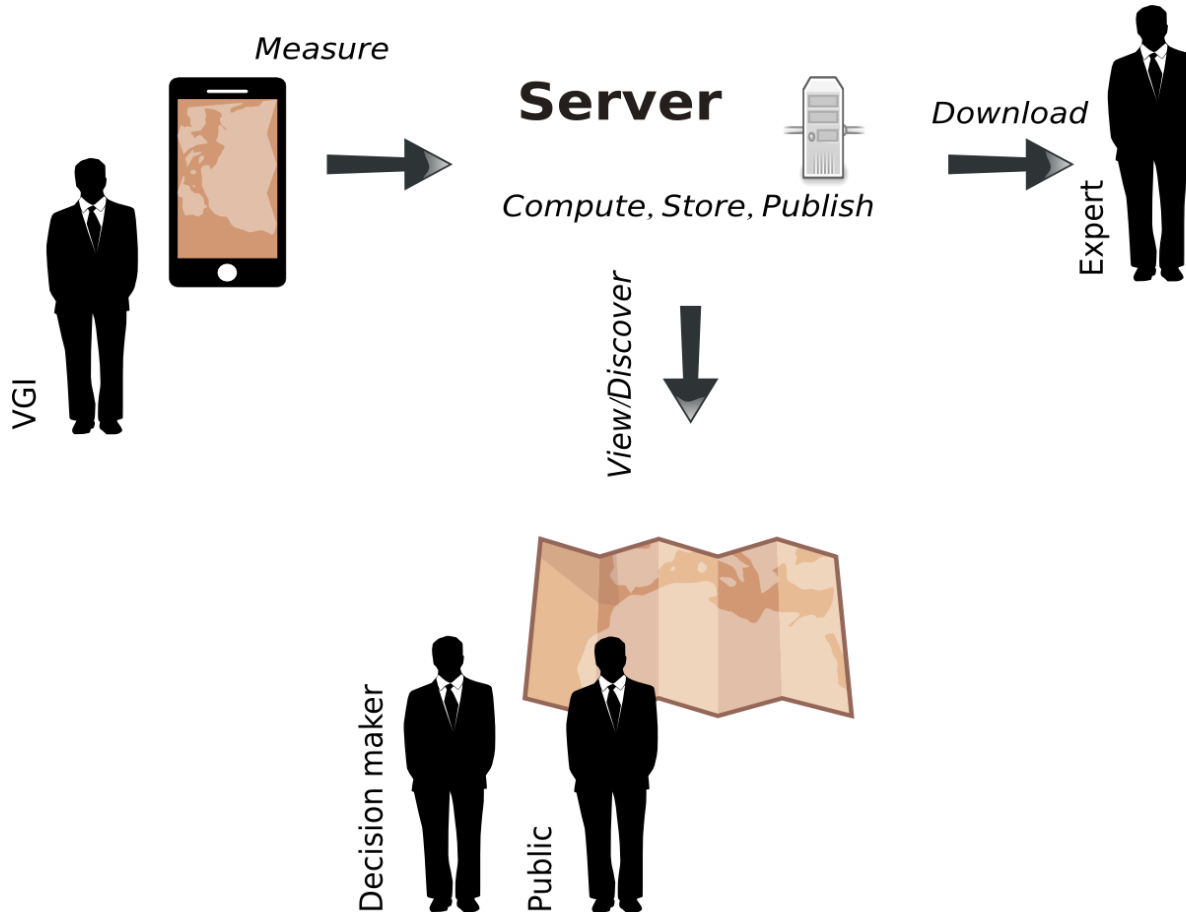 Measure
Server
Download
Compute, Store, Publish
Expert
VGI
View/Discover
Decision maker
Public